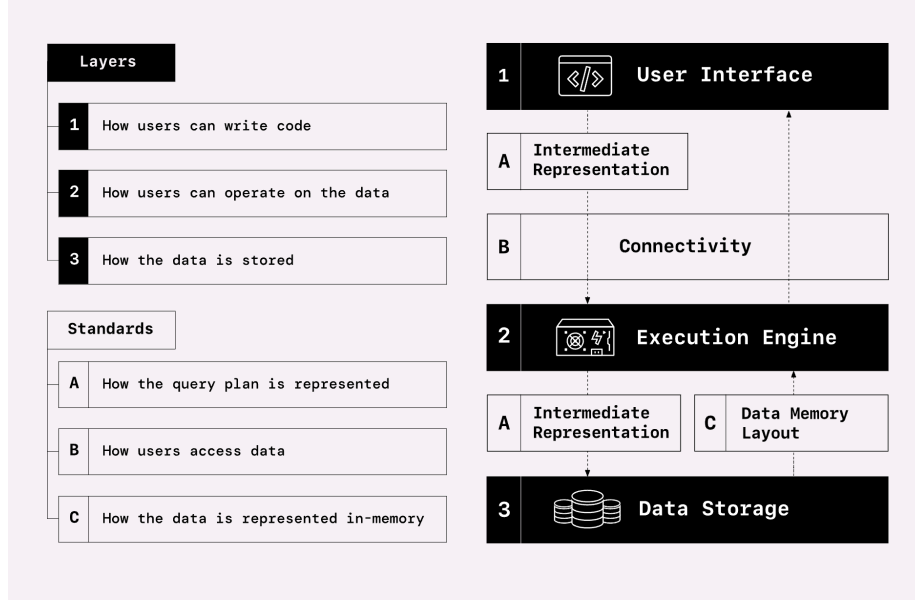 Layers
1 How users can write code
2 How users can operate on the data
3 How the data is stored
Standards
A How the query plan is represented
B How users access data
C How the data is represented in-memory
1 </> User Interface
A Intermediate
Representation
B Connectivity
2 Execution Engine
A Intermediate
Representation
C Data Memory
Layout
3 Data Storage